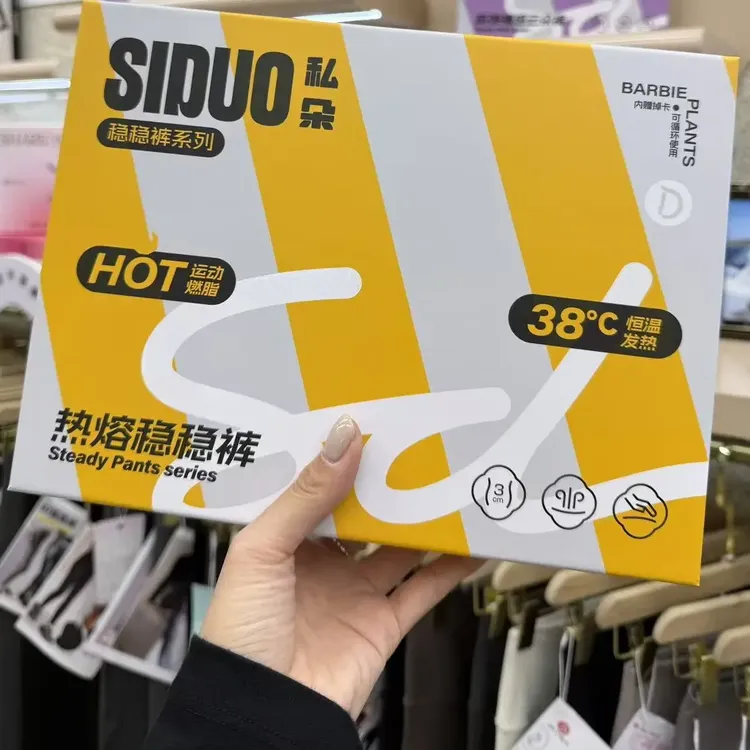 SIDUO
私朵
稳稳裤系列
BARBIE
PLANTS
内赠掉卡
可循环使用
D
HOT
运动
燃脂
38°C
恒温
发热
Sd
热熔稳稳裤
Steady Pants series
3
cm